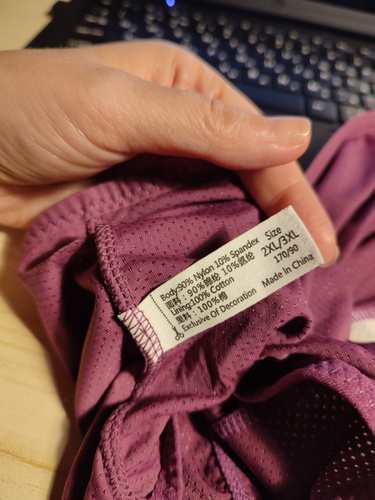 Body:90% Nylon 10% Spandex
面料：90%锦纶 10%氨纶
Lining:100% Cotton
里料：100%棉
Exclusive Of Decoration
Size
2XL/3XL
170/90
Made In China